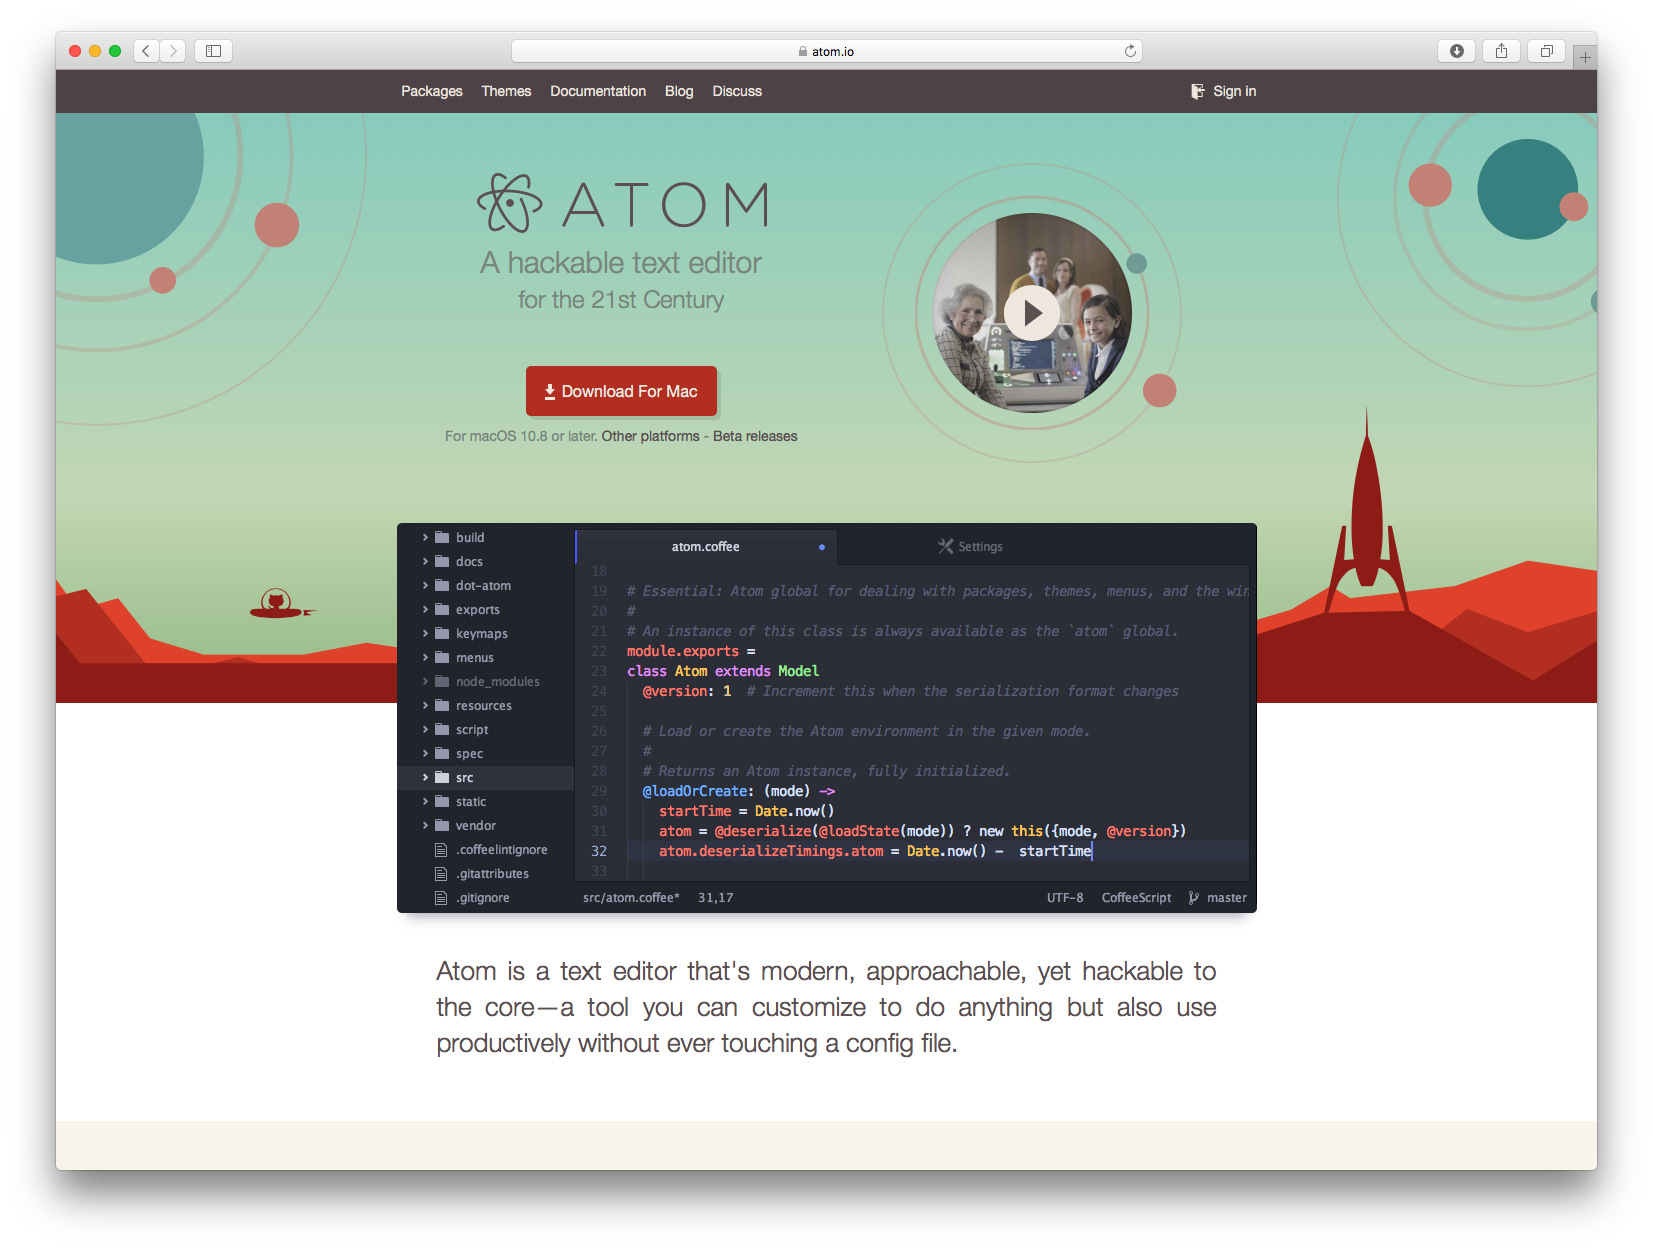 atom.io
Packages Themes Documentation Blog Discuss Sign in
ATOM
A hackable text editor
for the 21st Century
Download For Mac
For macOS 10.8 or later. Other platforms - Beta releases
build
docs
dot-atom
exports
keymaps
menus
node_modules
resources
script
spec
src
static
vendor
.coffeelintignore
.gitattributes
.gitignore
atom.coffee Settings
18
19 # Essential: Atom global for dealing with packages, themes, menus, and the win
20 #
21 # An instance of this class is always available as the `atom` global.
22 module.exports =
23 class Atom extends Model
24 @version: 1 # Increment this when the serialization format changes
25
26 # Load or create the Atom environment in the given mode.
27 #
28 # Returns an Atom instance, fully initialized.
29 @loadOrCreate: (mode) ->
30 startTime = Date.now()
31 atom = @deserialize(@loadState(mode)) ? new this({mode, @version})
32 atom.deserializeTimings.atom = Date.now() - startTime
33
src/atom.coffee* 31,17 UTF-8 CoffeeScript master
Atom is a text editor that's modern, approachable, yet hackable to
the core—a tool you can customize to do anything but also use
productively without ever touching a config file.